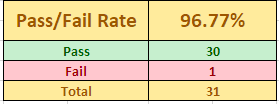 Pass/Fail Rate 96.77%
Pass 30
Fail 1
Total 31